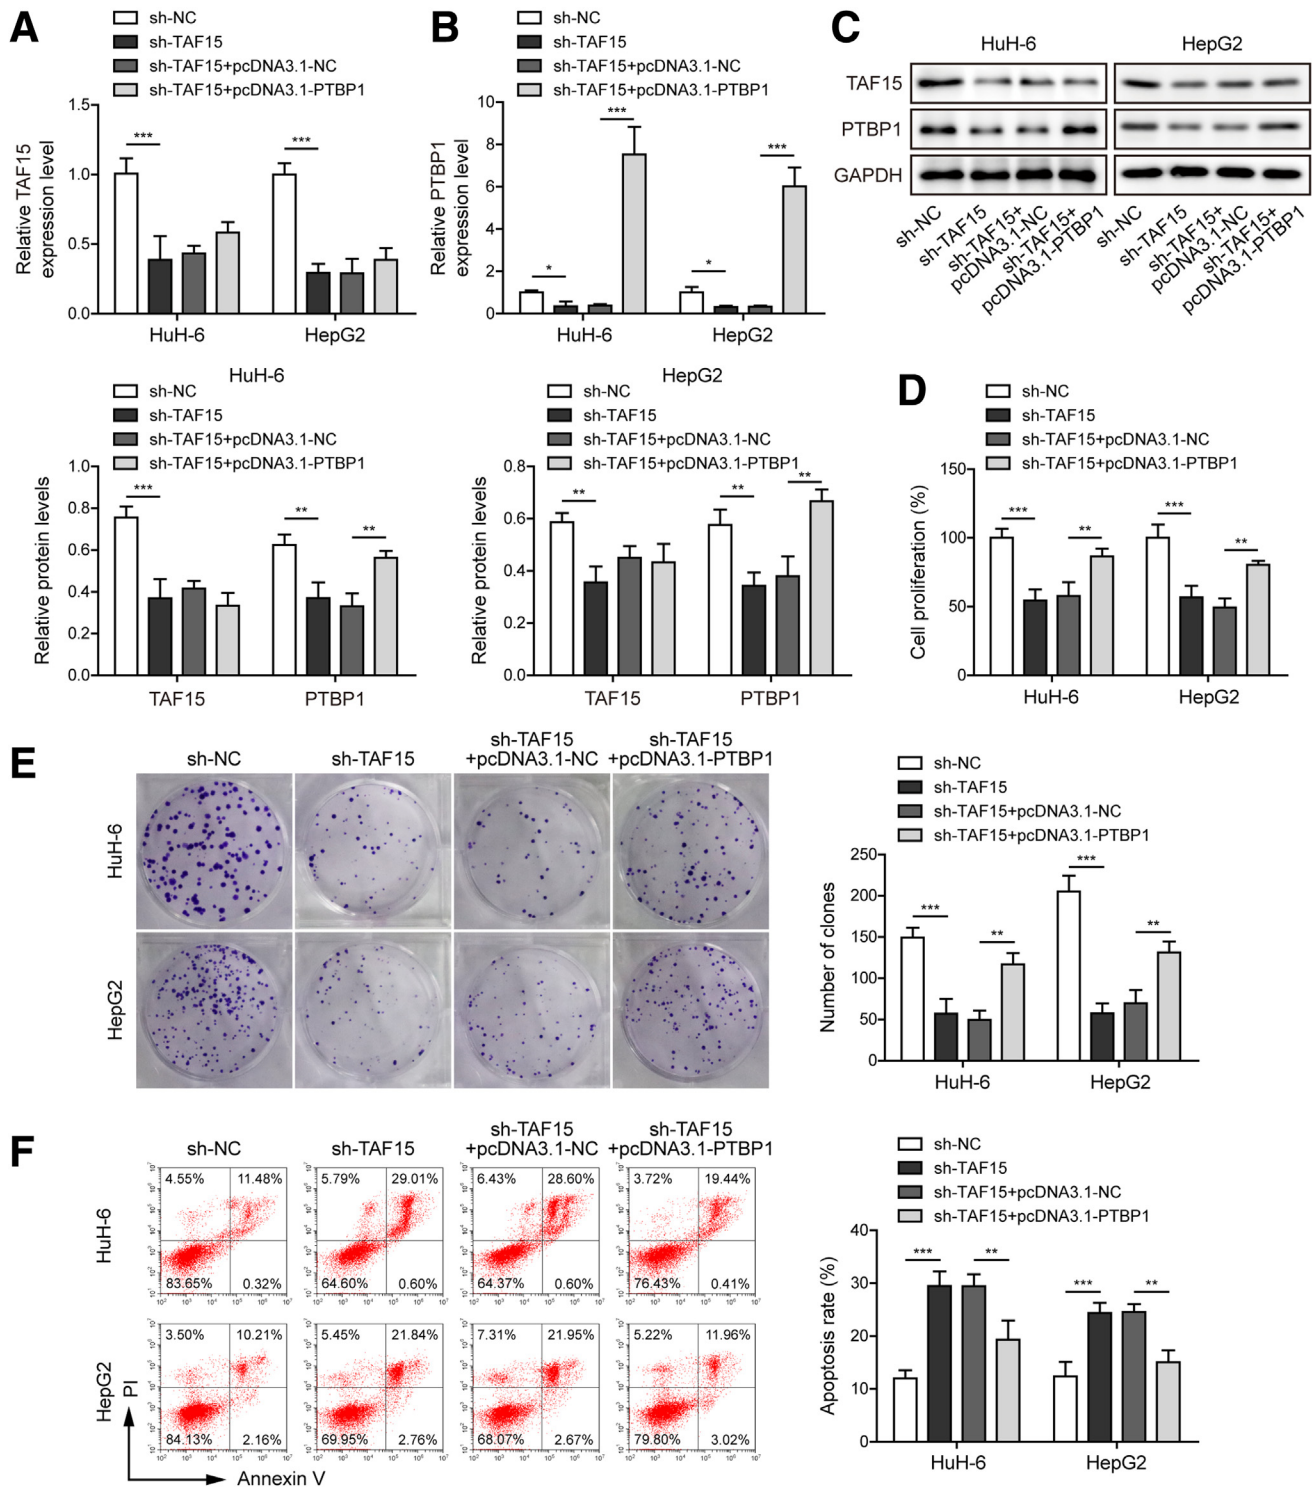 A
sh-NC
sh-TAF15
sh-TAF15+pcDNA3.1-NC
sh-TAF15+pcDNA3.1-PTBP1
Relative TAF15
expression level
1.5
1.0
0.5
0.0
***
***
HuH-6
HepG2
B
sh-NC
sh-TAF15
sh-TAF15+pcDNA3.1-NC
sh-TAF15+pcDNA3.1-PTBP1
Relative PTBP1
expression level
10
8
6
4
2
0
*
***
*
***
HuH-6
HepG2
C
HuH-6
HepG2
TAF15
PTBP1
GAPDH
sh-NC
sh-TAF15
sh-TAF15+
pcDNA3.1-NC
sh-TAF15+
pcDNA3.1-PTBP1
sh-NC
sh-TAF15
sh-TAF15+
pcDNA3.1-NC
sh-TAF15+
pcDNA3.1-PTBP1
HuH-6
sh-NC
sh-TAF15
sh-TAF15+pcDNA3.1-NC
sh-TAF15+pcDNA3.1-PTBP1
Relative protein levels
1.0
0.8
0.6
0.4
0.2
0.0
***
**
**
TAF15
PTBP1
HepG2
sh-NC
sh-TAF15
sh-TAF15+pcDNA3.1-NC
sh-TAF15+pcDNA3.1-PTBP1
Relative protein levels
0.8
0.6
0.4
0.2
0.0
**
**
**
TAF15
PTBP1
D
sh-NC
sh-TAF15
sh-TAF15+pcDNA3.1-NC
sh-TAF15+pcDNA3.1-PTBP1
Cell proliferation (%)
150
100
50
0
***
**
***
**
HuH-6
HepG2
E
sh-NC
sh-TAF15
sh-TAF15
+pcDNA3.1-NC
sh-TAF15
+pcDNA3.1-PTBP1
HuH-6
HepG2
sh-NC
sh-TAF15
sh-TAF15+pcDNA3.1-NC
sh-TAF15+pcDNA3.1-PTBP1
Number of clones
250
200
150
100
50
0
***
**
***
**
HuH-6
HepG2
F
sh-NC
sh-TAF15
sh-TAF15
+pcDNA3.1-NC
sh-TAF15
+pcDNA3.1-PTBP1
HuH-6
4.55% 11.48%
83.65% 0.32%
5.79% 29.01%
64.60% 0.60%
6.43% 28.60%
64.37% 0.60%
3.72% 19.44%
76.43% 0.41%
HepG2
3.50% 10.21%
84.13% 2.16%
5.45% 21.84%
69.95% 2.76%
7.31% 21.95%
68.07% 2.67%
5.22% 11.96%
79.80% 3.02%
PI
Annexin V
sh-NC
sh-TAF15
sh-TAF15+pcDNA3.1-NC
sh-TAF15+pcDNA3.1-PTBP1
Apoptosis rate (%)
40
30
20
10
0
***
**
***
**
HuH-6
HepG2